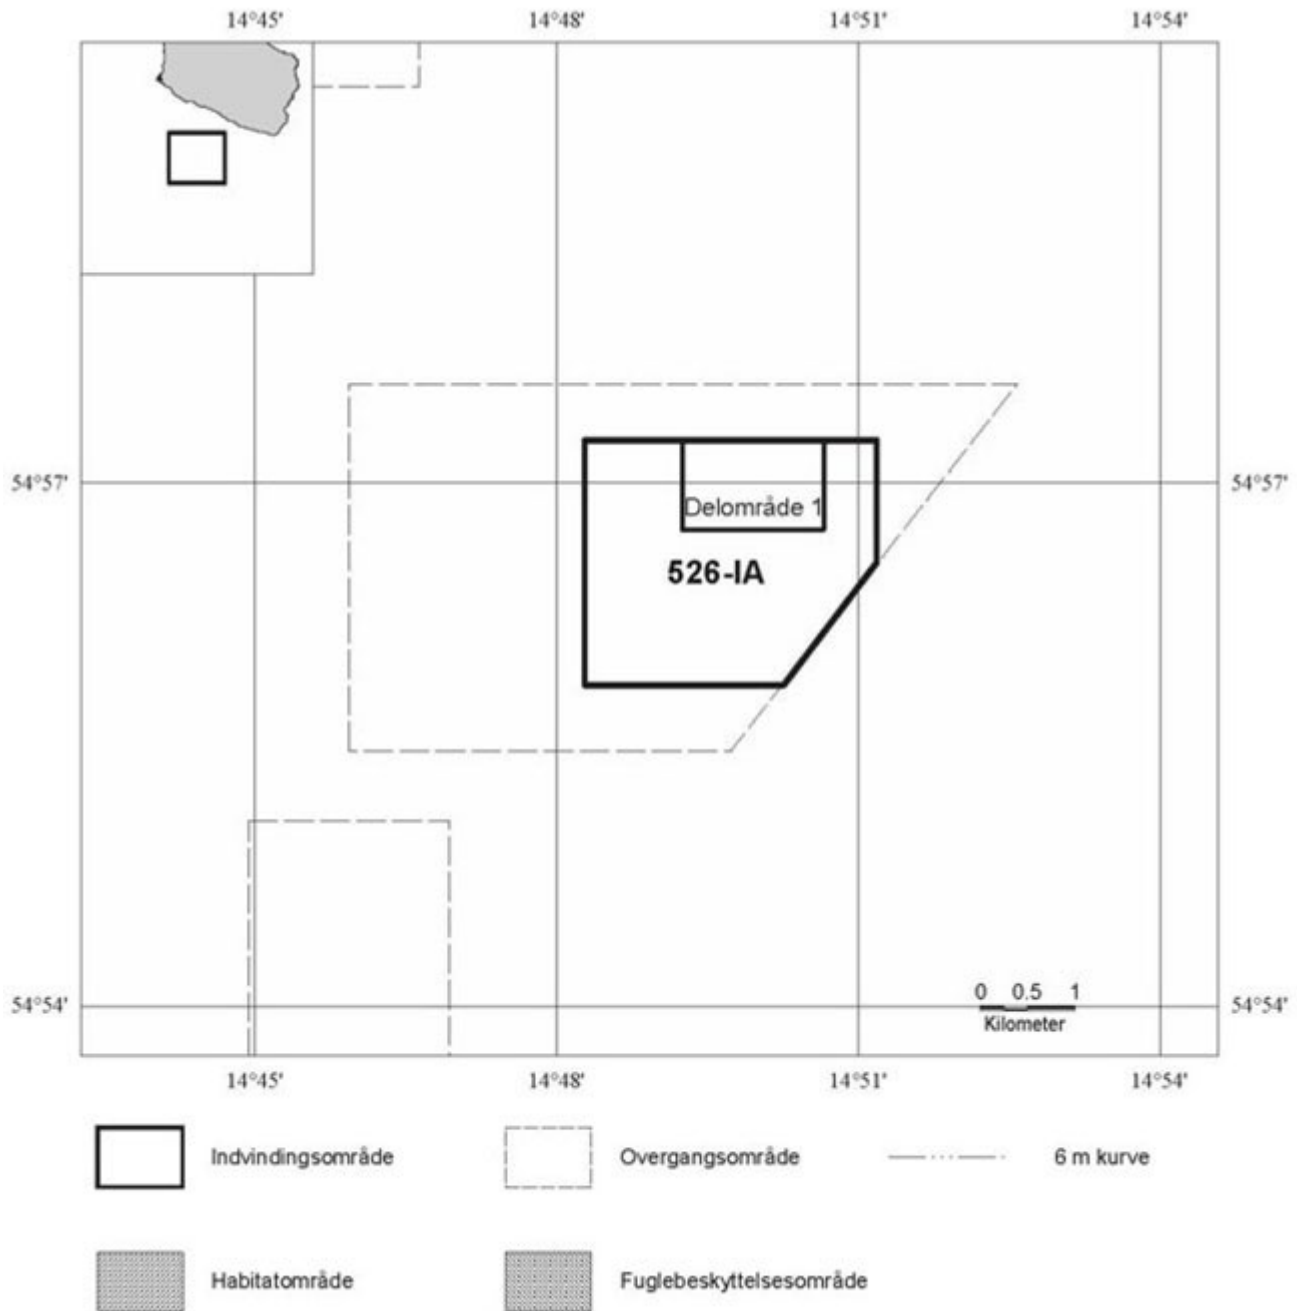 14°45' 14°48' 14°51' 14°54'
54°57' 54°57'
Delområde 1
526-IA
0 0.5 1
54°54' 54°54'
Kilometer
14°45' 14°48' 14°51' 14°54'
Indvindingsområde Overgangsområde 6 m kurve
Habitatområde Fuglebeskyttelsesområde